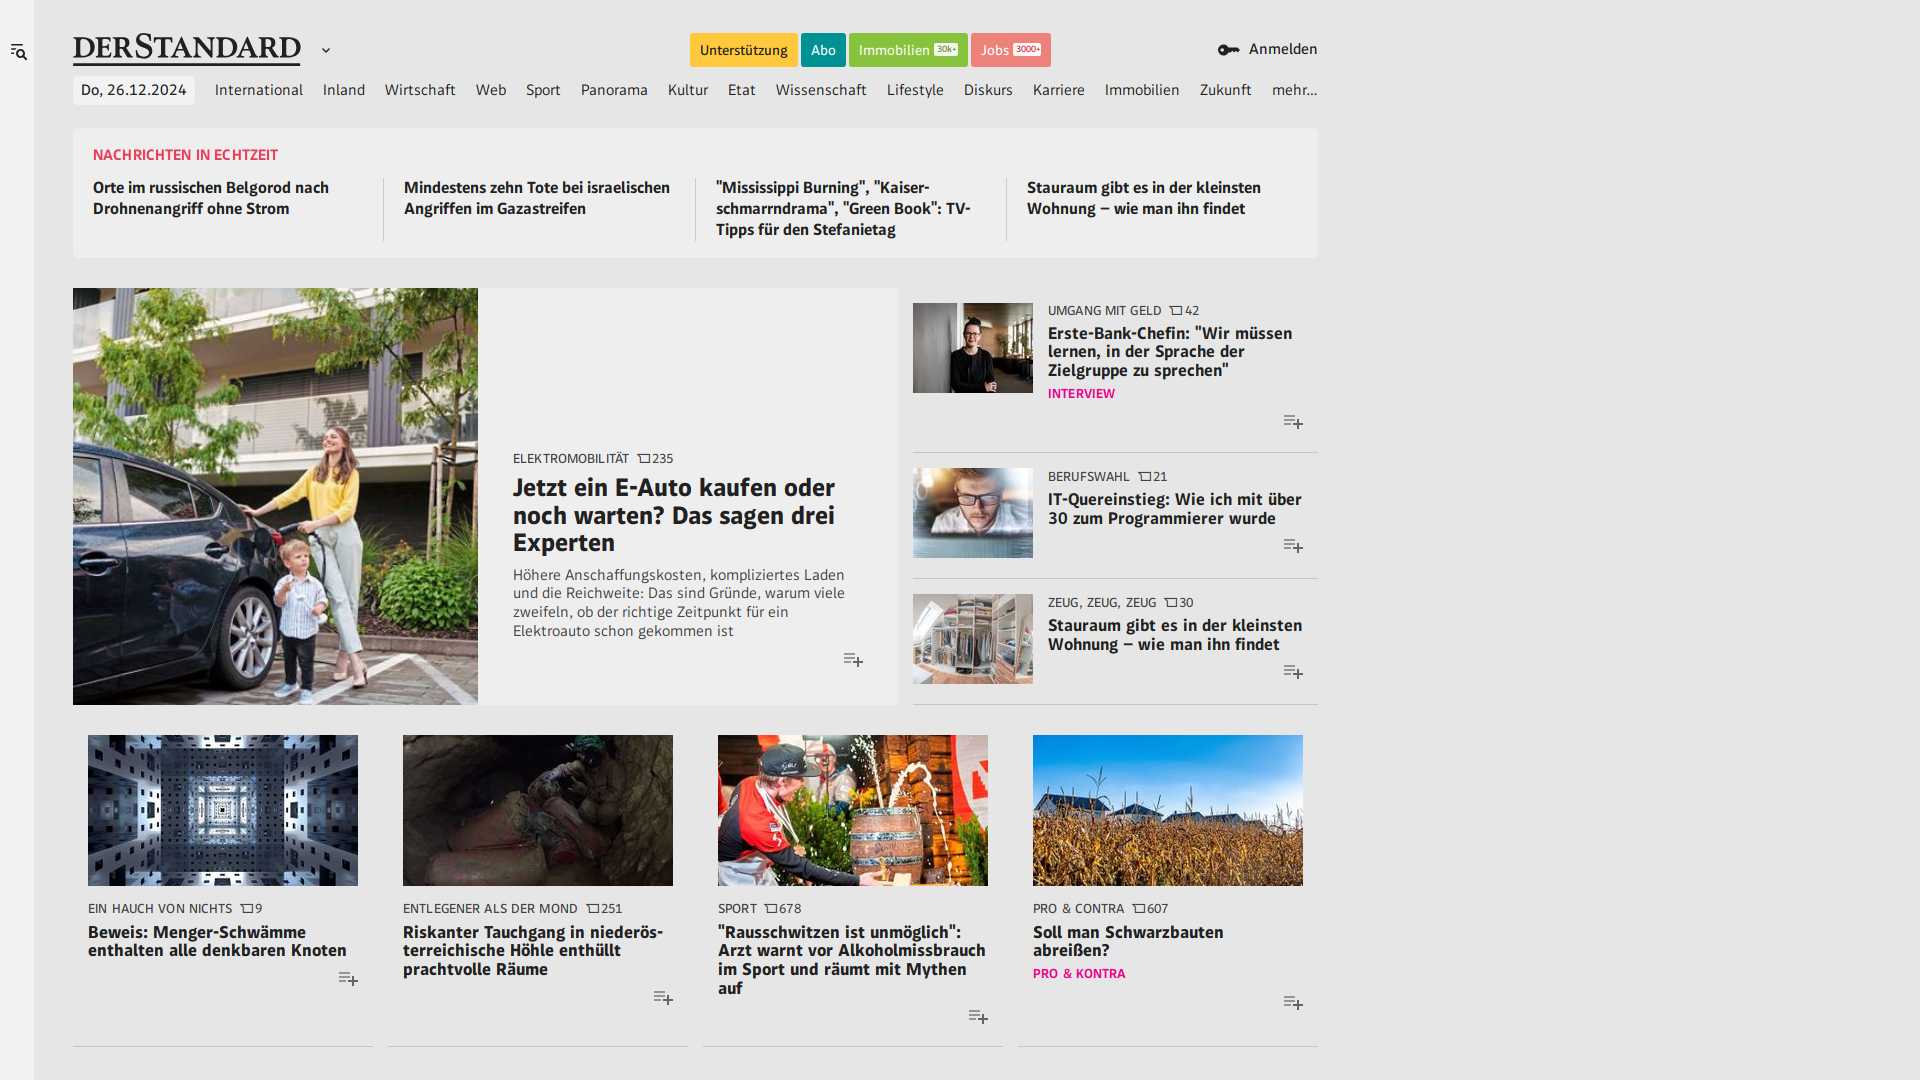 DERSTANDARD
Unterstützung
Abo
Immobilien 30k+
Jobs 3000+
Anmelden
Do, 26.12.2024
International
Inland
Wirtschaft
Web
Sport
Panorama
Kultur
Etat
Wissenschaft
Lifestyle
Diskurs
Karriere
Immobilien
Zukunft
mehr...
NACHRICHTEN IN ECHTZEIT
Orte im russischen Belgorod nach
Drohnenangriff ohne Strom
Mindestens zehn Tote bei israelischen
Angriffen im Gazastreifen
"Mississippi Burning", "Kaiser-
schmarrndrama", "Green Book": TV-
Tipps für den Stefanietag
Stauraum gibt es in der kleinsten
Wohnung – wie man ihn findet
ELEKTROMOBILITÄT 235
Jetzt ein E-Auto kaufen oder
noch warten? Das sagen drei
Experten
Höhere Anschaffungskosten, kompliziertes Laden
und die Reichweite: Das sind Gründe, warum viele
zweifeln, ob der richtige Zeitpunkt für ein
Elektroauto schon gekommen ist
UMGANG MIT GELD 42
Erste-Bank-Chefin: "Wir müssen
lernen, in der Sprache der
Zielgruppe zu sprechen"
INTERVIEW
BERUFSWAHL 21
IT-Quereinstieg: Wie ich mit über
30 zum Programmierer wurde
ZEUG, ZEUG, ZEUG 30
Stauraum gibt es in der kleinsten
Wohnung – wie man ihn findet
EIN HAUCH VON NICHTS 9
Beweis: Menger-Schwämme
enthalten alle denkbaren Knoten
ENTLEGENER ALS DER MOND 251
Riskanter Tauchgang in niederös-
terreichische Höhle enthüllt
prachtvolle Räume
SPORT 678
"Rausschwitzen ist unmöglich":
Arzt warnt vor Alkoholmissbrauch
im Sport und räumt mit Mythen
auf
PRO & CONTRA 607
Soll man Schwarzbauten
abreißen?
PRO & KONTRA